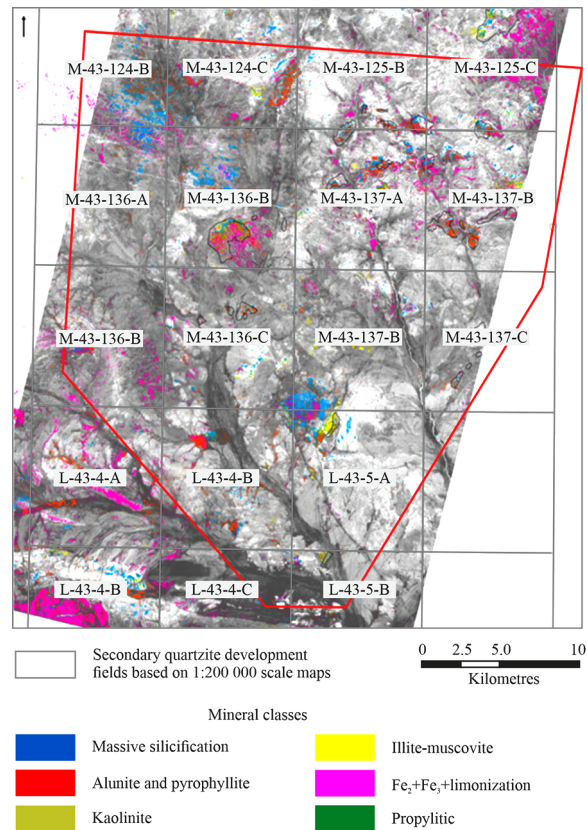 M-43-124-B M-43-124-C M-43-125-B M-43-125-C
M-43-136-A M-43-136-B M-43-137-A M-43-137-B
M-43-136-B M-43-136-C M-43-137-B M-43-137-C
L-43-4-A L-43-4-B L-43-5-A
L-43-4-B L-43-4-C L-43-5-B
Secondary quartzite development
fields based on 1:200 000 scale maps
0 2.5 5.0 10
Kilometres
Mineral classes
Massive silicification
Alunite and pyrophyllite
Kaolinite
Illite-muscovite
Fe₂+Fe₃+limonization
Propylitic